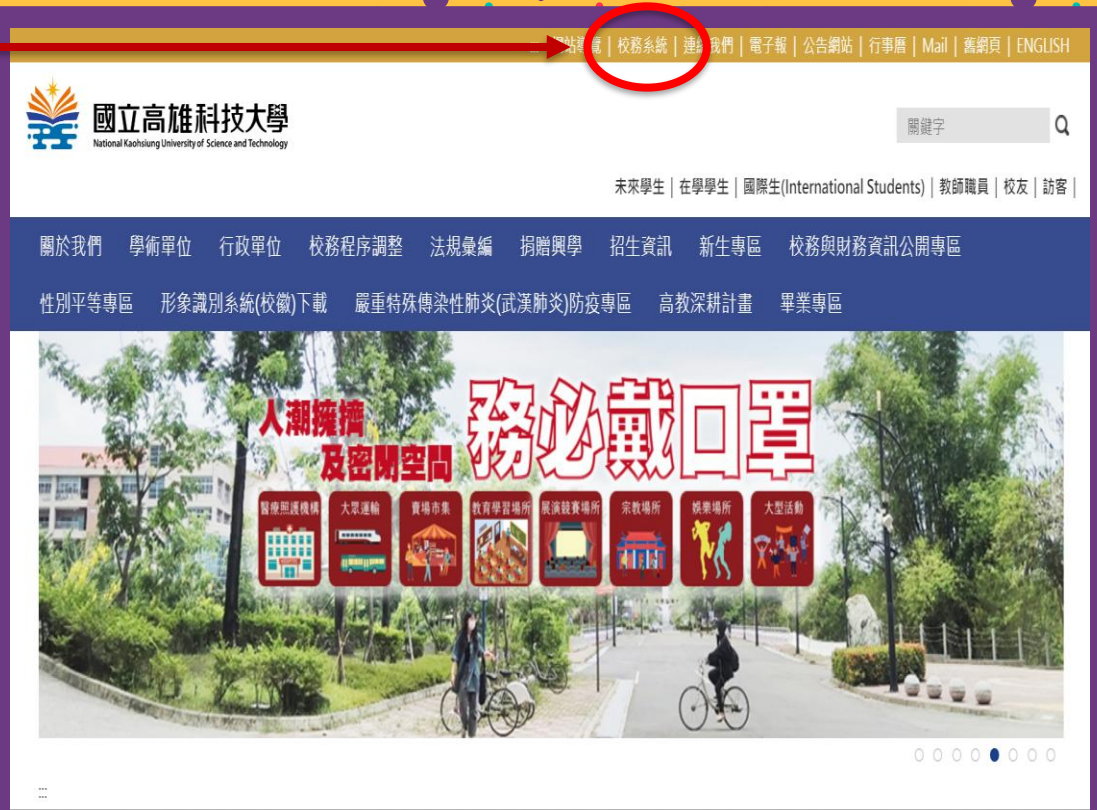 ::: 網站導覽 | 校務系統 | 連絡我們 | 電子報 | 公告網站 | 行事曆 | Mail | 舊網頁 | ENGLISH
國立高雄科技大學
National Kaohsiung University of Science and Technology
關鍵字
未來學生 | 在學學生 | 國際生(International Students) | 教師職員 | 校友 | 訪客 |
關於我們 學術單位 行政單位 校務程序調整 法規彙編 捐贈興學 招生資訊 新生專區 校務與財務資訊公開專區
性別平等專區 形象識別系統(校徽)下載 嚴重特殊傳染性肺炎(武漢肺炎)防疫專區 高教深耕計畫 畢業專區
人潮擁擠
及密閉空間
務必戴口罩
醫療照護機構 大眾運輸 賣場市集 教育學習場所 展演競賽場所 宗教場所 娛樂場所 大型活動
:::